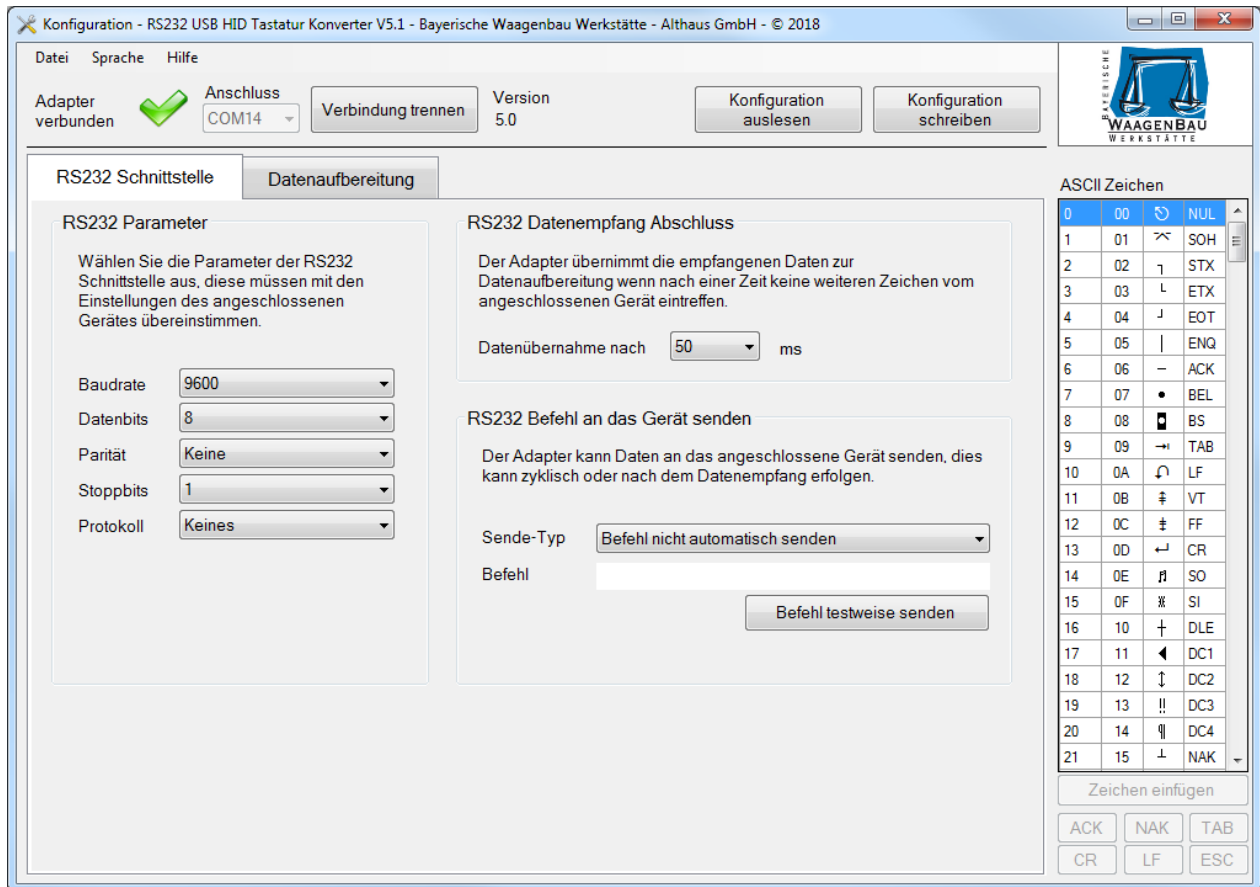 Konfiguration - RS232 USB HID Tastatur Konverter V5.1 - Bayerische Waagenbau Werkstätte - Althaus GmbH - © 2018
Datei Sprache Hilfe
Adapter
verbunden
Anschluss
COM14
Verbindung trennen
Version
5.0
Konfiguration
auslesen
Konfiguration
schreiben
BAYERISCHE
WAAGENBAU
WERKSTÄTTE
RS232 Schnittstelle
Datenaufbereitung
RS232 Parameter
Wählen Sie die Parameter der RS232
Schnittstelle aus, diese müssen mit den
Einstellungen des angeschlossenen
Gerätes übereinstimmen.
Baudrate 9600
Datenbits 8
Parität Keine
Stoppbits 1
Protokoll Keines
RS232 Datenempfang Abschluss
Der Adapter übernimmt die empfangenen Daten zur
Datenaufbereitung wenn nach einer Zeit keine weiteren Zeichen vom
angeschlossenen Gerät eintreffen.
Datenübernahme nach 50 ms
RS232 Befehl an das Gerät senden
Der Adapter kann Daten an das angeschlossene Gerät senden, dies
kann zyklisch oder nach dem Datenempfang erfolgen.
Sende-Typ Befehl nicht automatisch senden
Befehl
Befehl testweise senden
ASCII Zeichen
0 00 NUL
1 01 SOH
2 02 STX
3 03 ETX
4 04 EOT
5 05 ENQ
6 06 ACK
7 07 BEL
8 08 BS
9 09 TAB
10 0A LF
11 0B VT
12 0C FF
13 0D CR
14 0E SO
15 0F SI
16 10 DLE
17 11 DC1
18 12 DC2
19 13 !! DC3
20 14 ¶ DC4
21 15 NAK
Zeichen einfügen
ACK NAK TAB
CR LF ESC